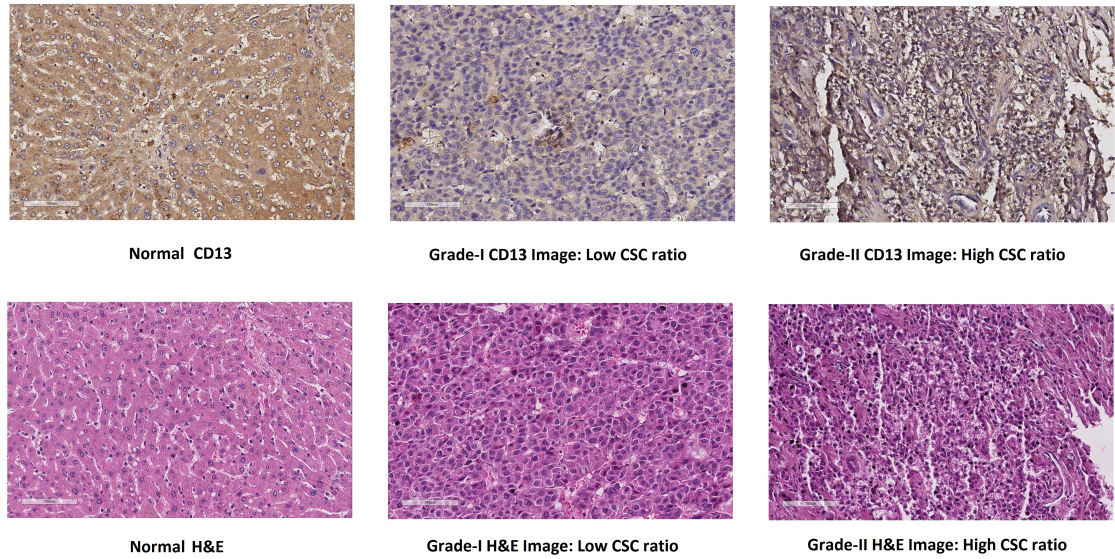 Normal CD13
Grade-I CD13 Image: Low CSC ratio
Grade-II CD13 Image: High CSC ratio
Normal H&E
Grade-I H&E Image: Low CSC ratio
Grade-II H&E Image: High CSC ratio